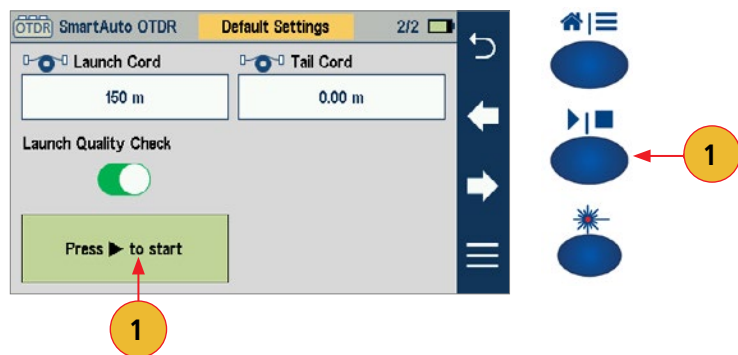 OTDR SmartAuto OTDR Default Settings 2/2
Launch Cord Tail Cord
150 m 0.00 m
Launch Quality Check
Press ▶ to start
1
1